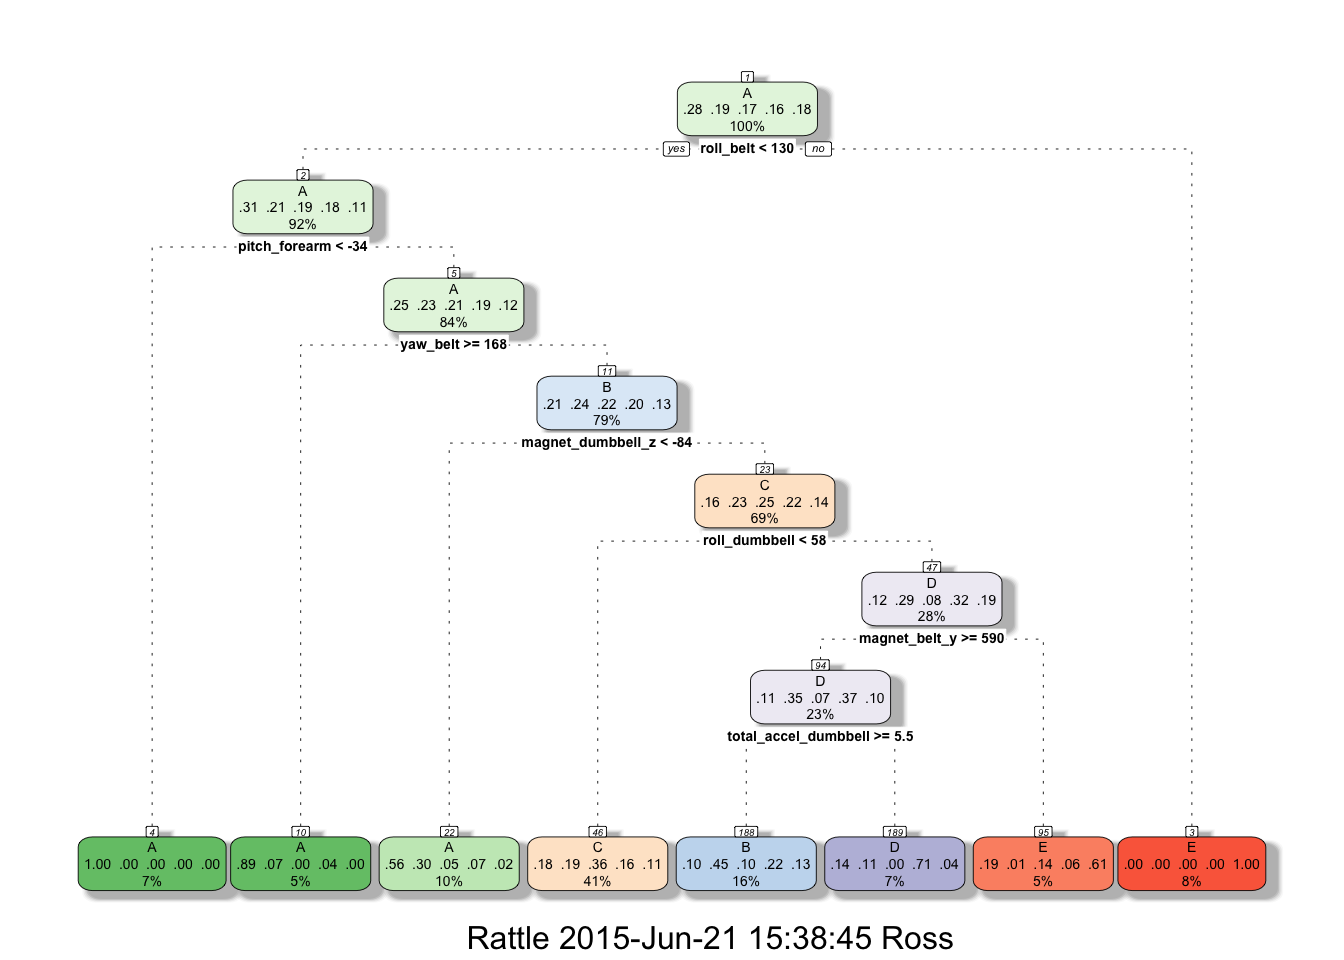 1
A
.28 .19 .17 .16 .18
100%
yes roll_belt < 130 no
2
A
.31 .21 .19 .18 .11
92%
pitch_forearm < -34
5
A
.25 .23 .21 .19 .12
84%
yaw_belt >= 168
11
B
.21 .24 .22 .20 .13
79%
magnet_dumbbell_z < -84
23
C
.16 .23 .25 .22 .14
69%
roll_dumbbell < 58
47
D
.12 .29 .08 .32 .19
28%
magnet_belt_y >= 590
94
D
.11 .35 .07 .37 .10
23%
total_accel_dumbbell >= 5.5
4 10 22 46 188 189 95 3
A A A C B D E E
1.00 .00 .00 .00 .00 .89 .07 .00 .04 .00 .56 .30 .05 .07 .02 .18 .19 .36 .16 .11 .10 .45 .10 .22 .13 .14 .11 .00 .71 .04 .19 .01 .14 .06 .61 .00 .00 .00 .00 1.00
7% 5% 10% 41% 16% 7% 5% 8%
Rattle 2015-Jun-21 15:38:45 Ross